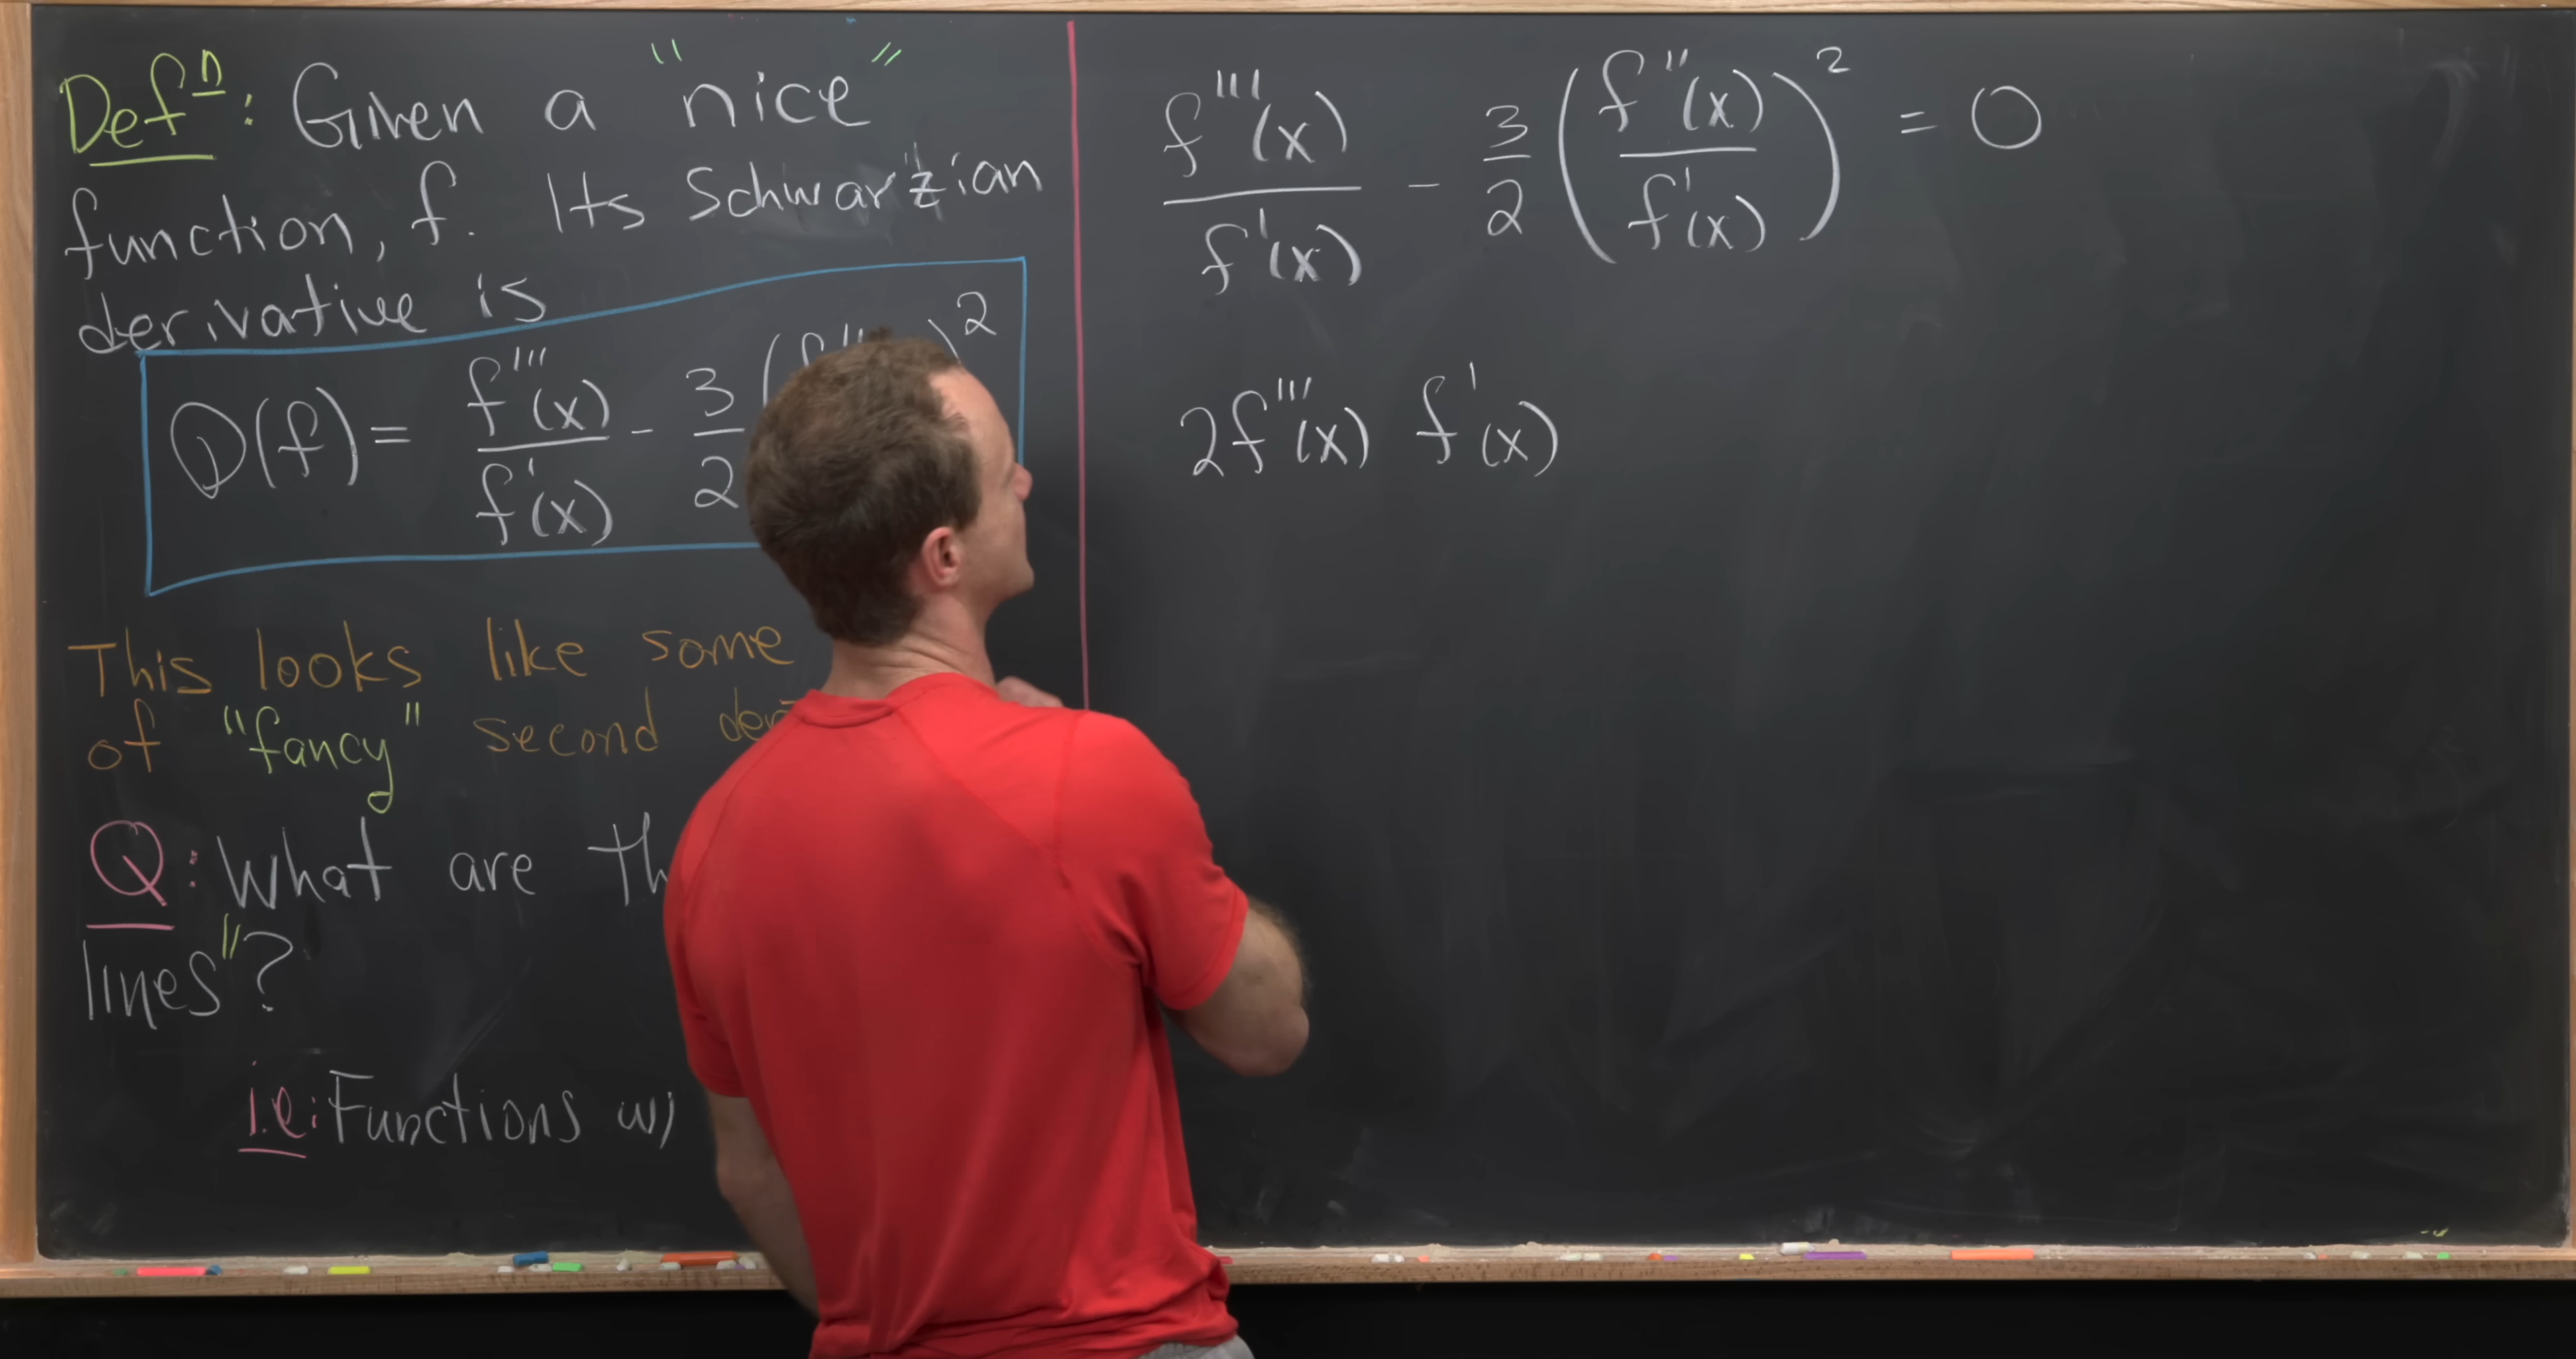 Defⁿ: Given a "nice"
function, f. Its Schwarzian
derivative is
D(f) = f'''(x)/f'(x) - 3/2 ( )²
This looks like some
of "fancy" second
Q: What are
lines"?
i.e: Functions w/
f'''(x)/f'(x) - 3/2 (f''(x)/f'(x))² = 0
2f'''(x) f'(x)